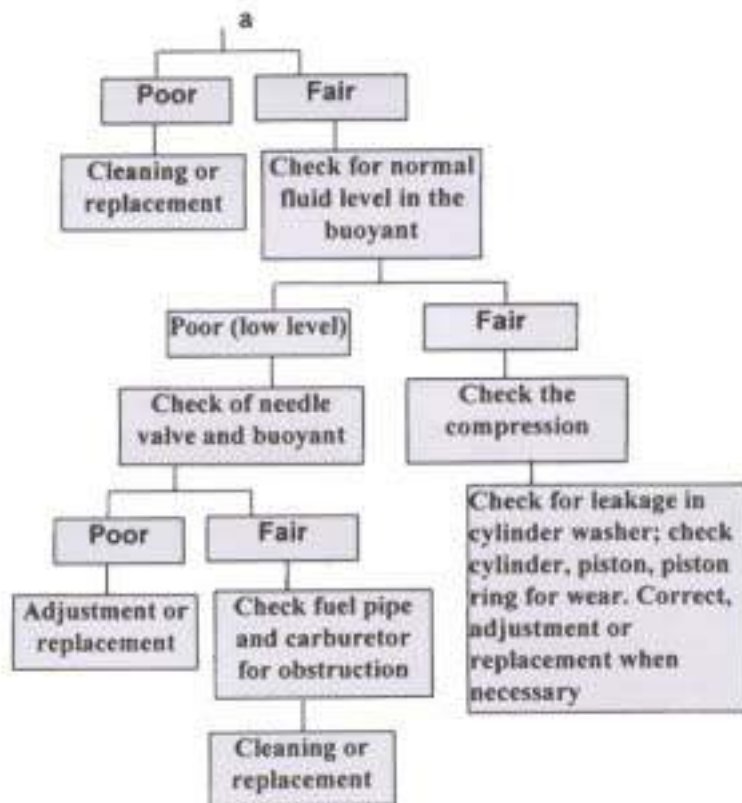 a
Poor
Fair
Cleaning or
replacement
Check for normal
fluid level in the
buoyant
Poor (low level)
Fair
Check of needle
valve and buoyant
Check the
compression
Poor
Fair
Check for leakage in
cylinder washer; check
cylinder, piston, piston
ring for wear. Correct,
adjustment or
replacement when
necessary
Adjustment or
replacement
Check fuel pipe
and carburetor
for obstruction
Cleaning or
replacement